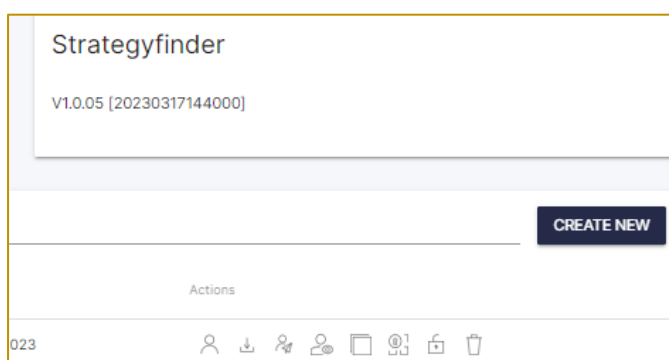 Strategyfinder
V1.0.05 [20230317144000]
CREATE NEW
Actions
023